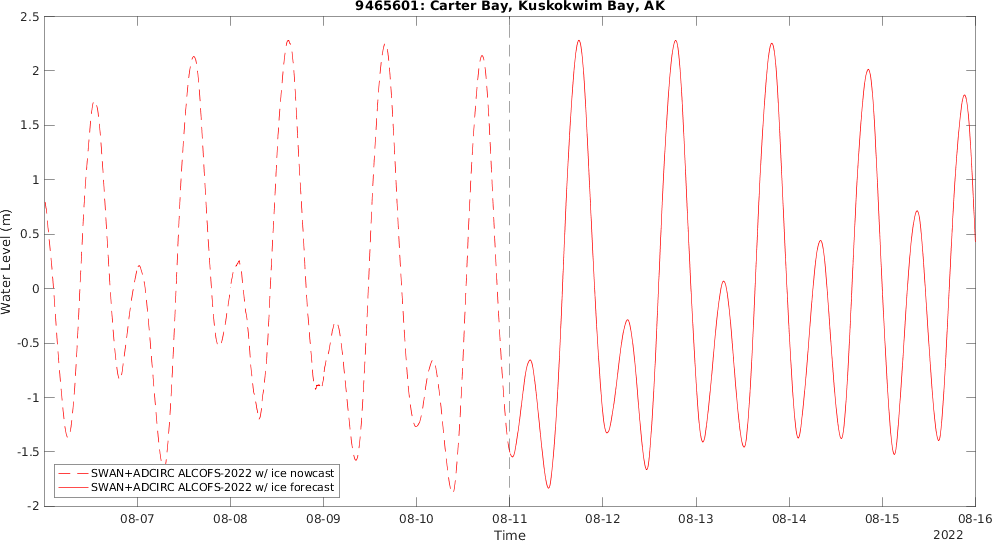 9465601: Carter Bay, Kuskokwim Bay, AK
2.5
2
1.5
1
0.5
0
-0.5
-1
-1.5
-2
Water Level (m)
SWAN+ADCIRC ALCOFS-2022 w/ ice nowcast
SWAN+ADCIRC ALCOFS-2022 w/ ice forecast
08-07 08-08 08-09 08-10 08-11 08-12 08-13 08-14 08-15 08-16
Time
2022